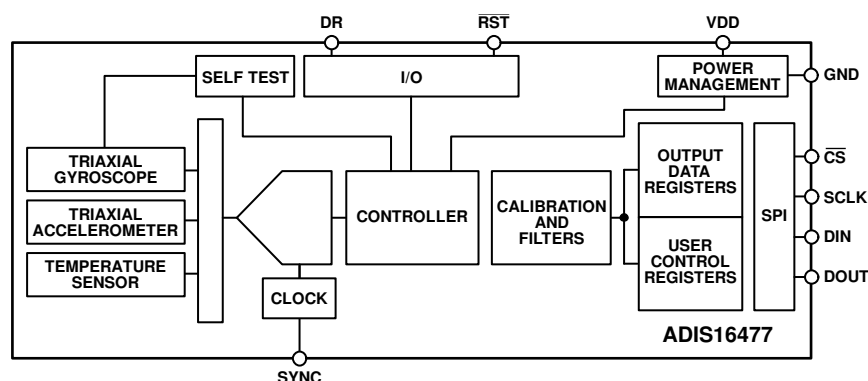 DR
RST
VDD
SELF TEST
I/O
POWER
MANAGEMENT
GND
TRIAXIAL
GYROSCOPE
TRIAXIAL
ACCELEROMETER
TEMPERATURE
SENSOR
CONTROLLER
CLOCK
CALIBRATION
AND
FILTERS
OUTPUT
DATA
REGISTERS
USER
CONTROL
REGISTERS
SPI
CS
SCLK
DIN
DOUT
ADIS16477
SYNC